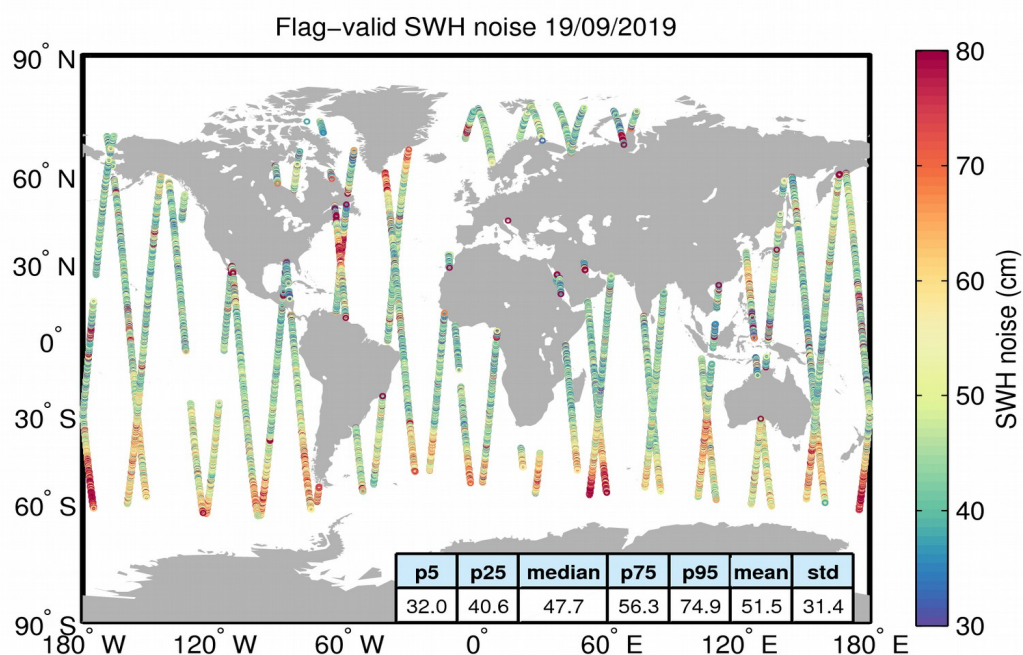 Flag−valid SWH noise 19/09/2019
90° N
60° N
30° N
0°
30° S
60° S
90° S
180° W
120° W
60° W
0°
60° E
120° E
180° E
80
70
60
50
40
30
SWH noise (cm)
p5 p25 median p75 p95 mean std
32.0 40.6 47.7 56.3 74.9 51.5 31.4